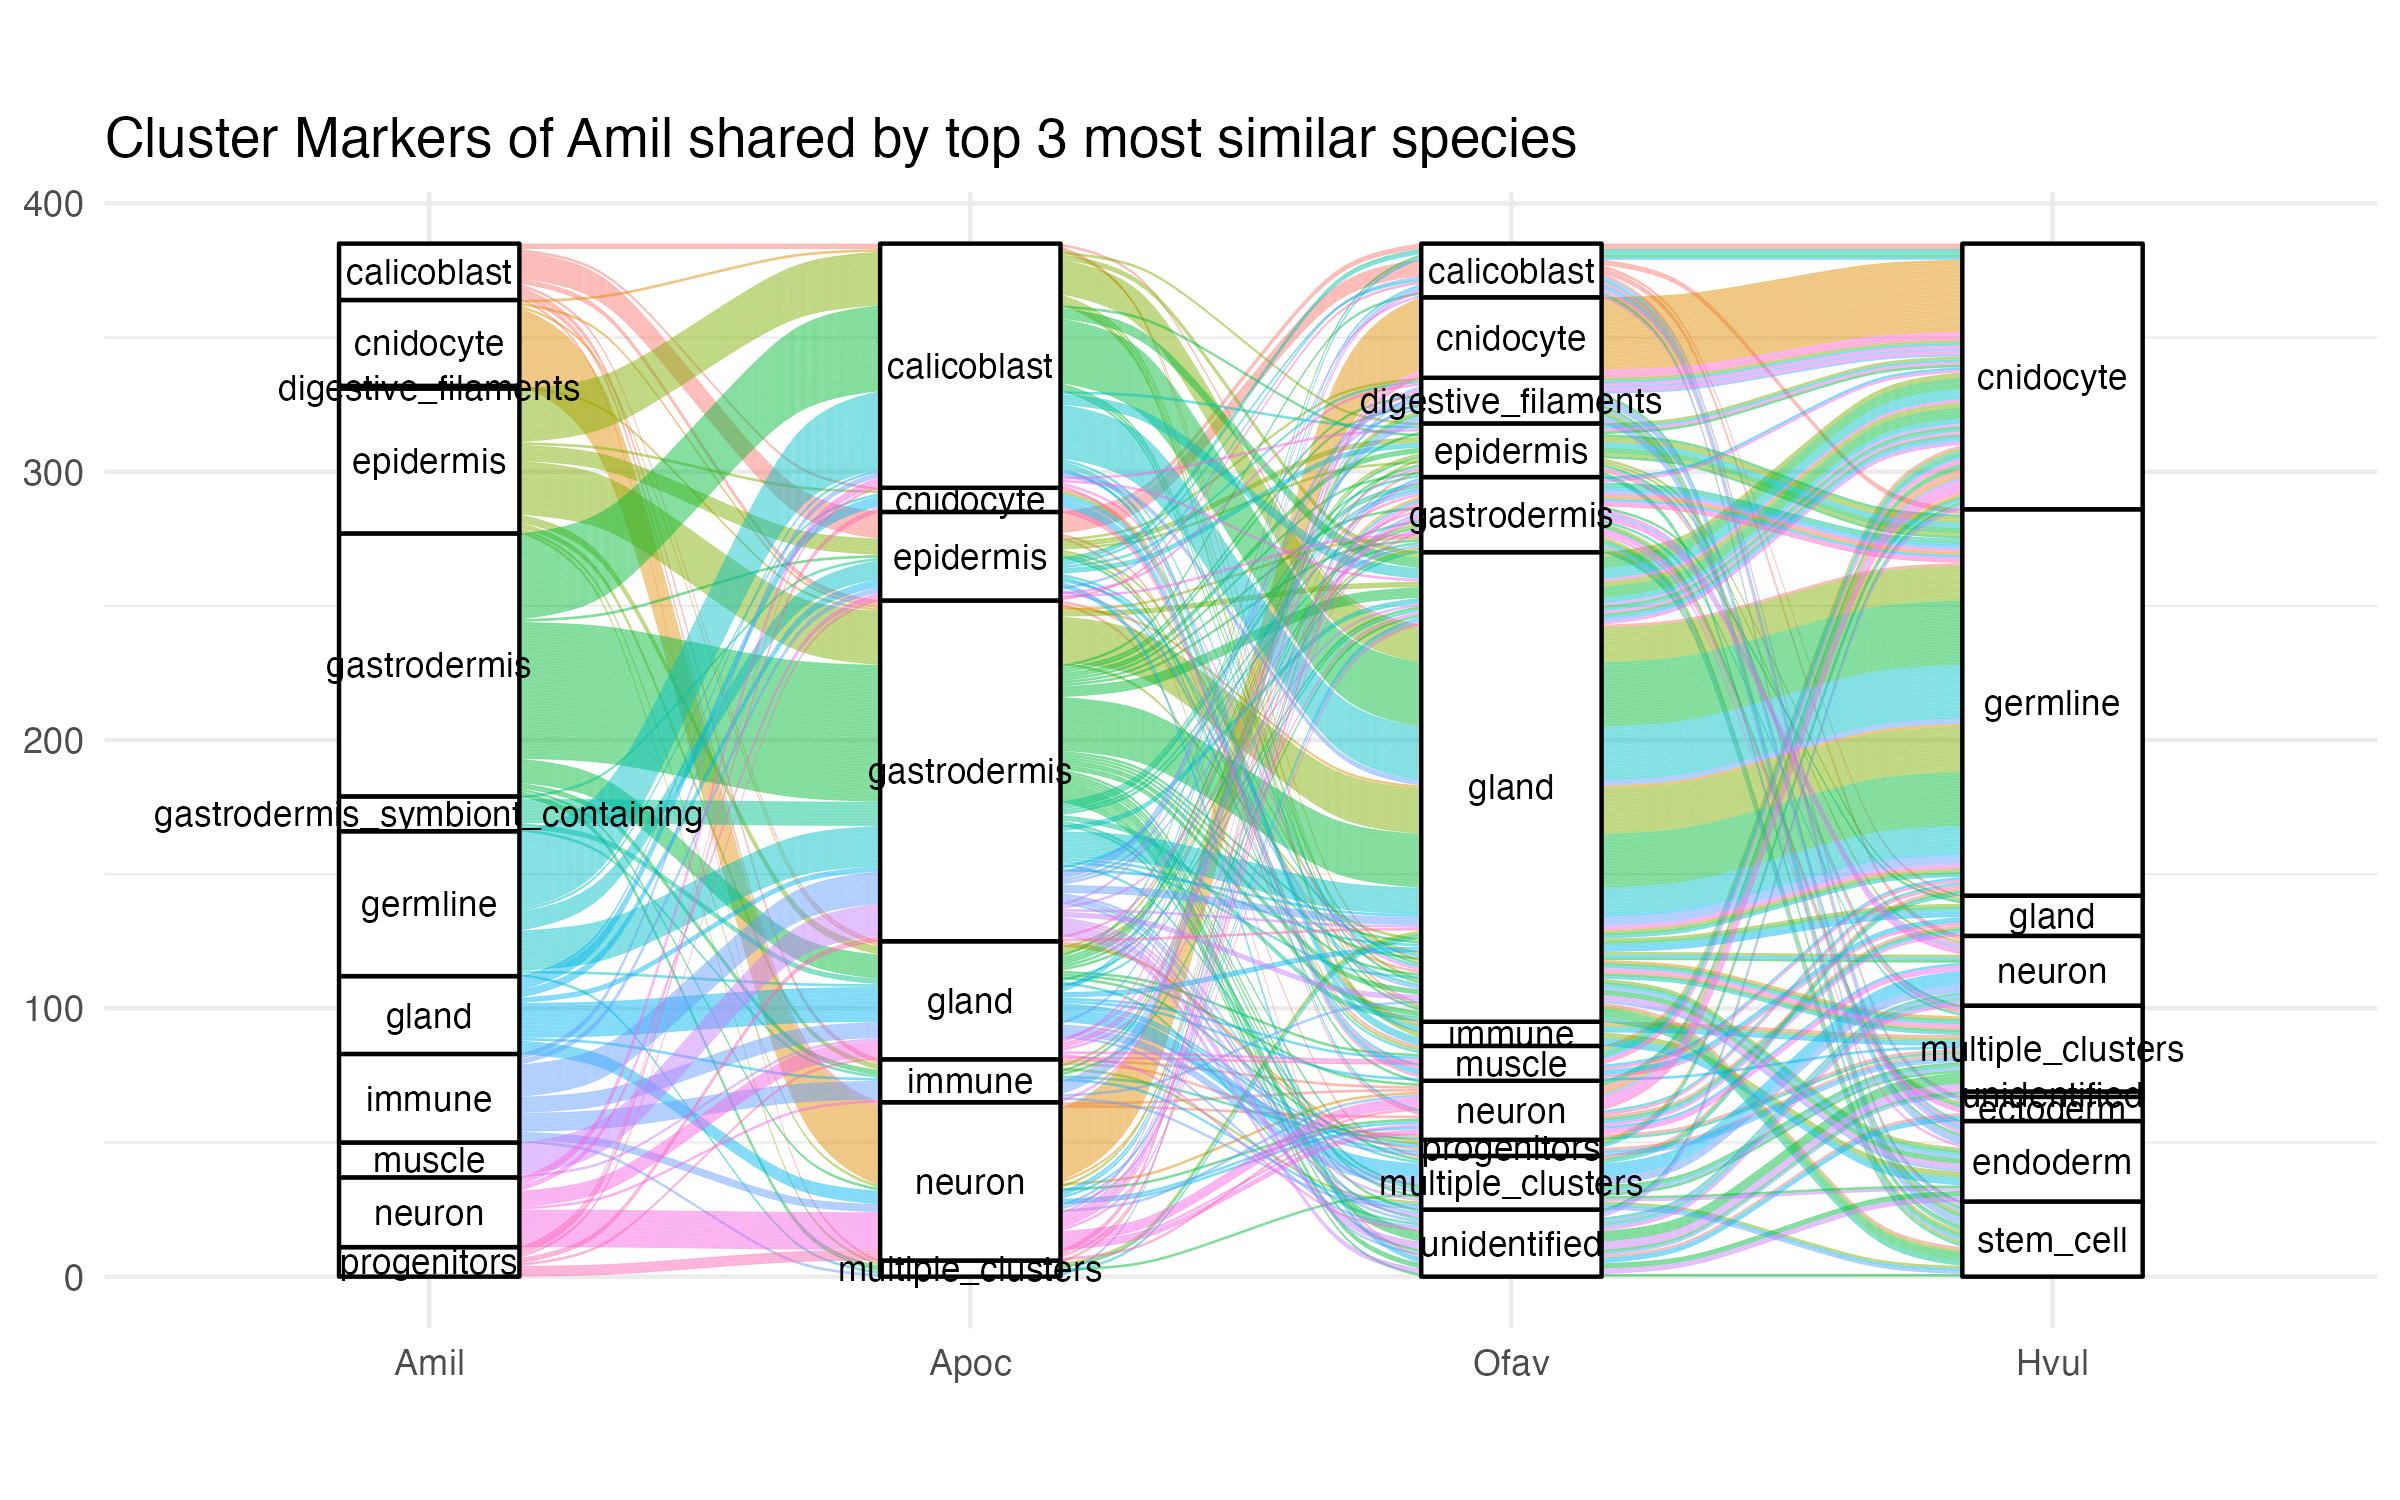 Cluster Markers of Amil shared by top 3 most similar species
400
300
200
100
0
calicoblast
cnidocyte
digestive_filaments
epidermis
gastrodermis
gastrodermis_symbiont_containing
germline
gland
immune
muscle
neuron
progenitors
calicoblast
cnidocyte
epidermis
gastrodermis
gland
immune
neuron
multiple_clusters
calicoblast
cnidocyte
digestive_filaments
epidermis
gastrodermis
gland
immune
muscle
neuron
progenitors
multiple_clusters
unidentified
cnidocyte
germline
gland
neuron
multiple_clusters
unidentified
ectoderm
endoderm
stem_cell
Amil
Apoc
Ofav
Hvul